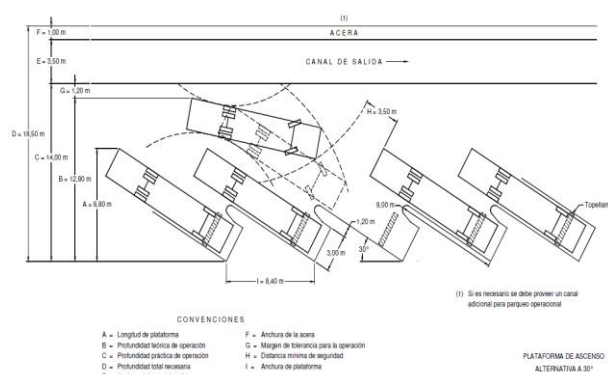 (1)
F = 1,00 m
ACERA
E = 3,50 m
CANAL DE SALIDA
G = 1,20 m
H = 3,50 m
D = 19,50 m
C = 14,00 m
B = 12,80 m
A = 8,80 m
9,00 m
Topellantas
1,20 m
3,00 m
30°
I = 8,40 m
(1) Si es necesario se debe proveer un canal
adicional para parqueo operacional
CONVENCIONES
A = Longitud de plataforma
B = Profundidad teórica de operación
C = Profundidad práctica de operación
D = Profundidad total necesaria
F = Anchura de la acera
G = Margen de tolerancia para la operación
H = Distancia mínima de seguridad
I = Anchura de plataforma
PLATAFORMA DE ASCENSO
ALTERNATIVA A 30°